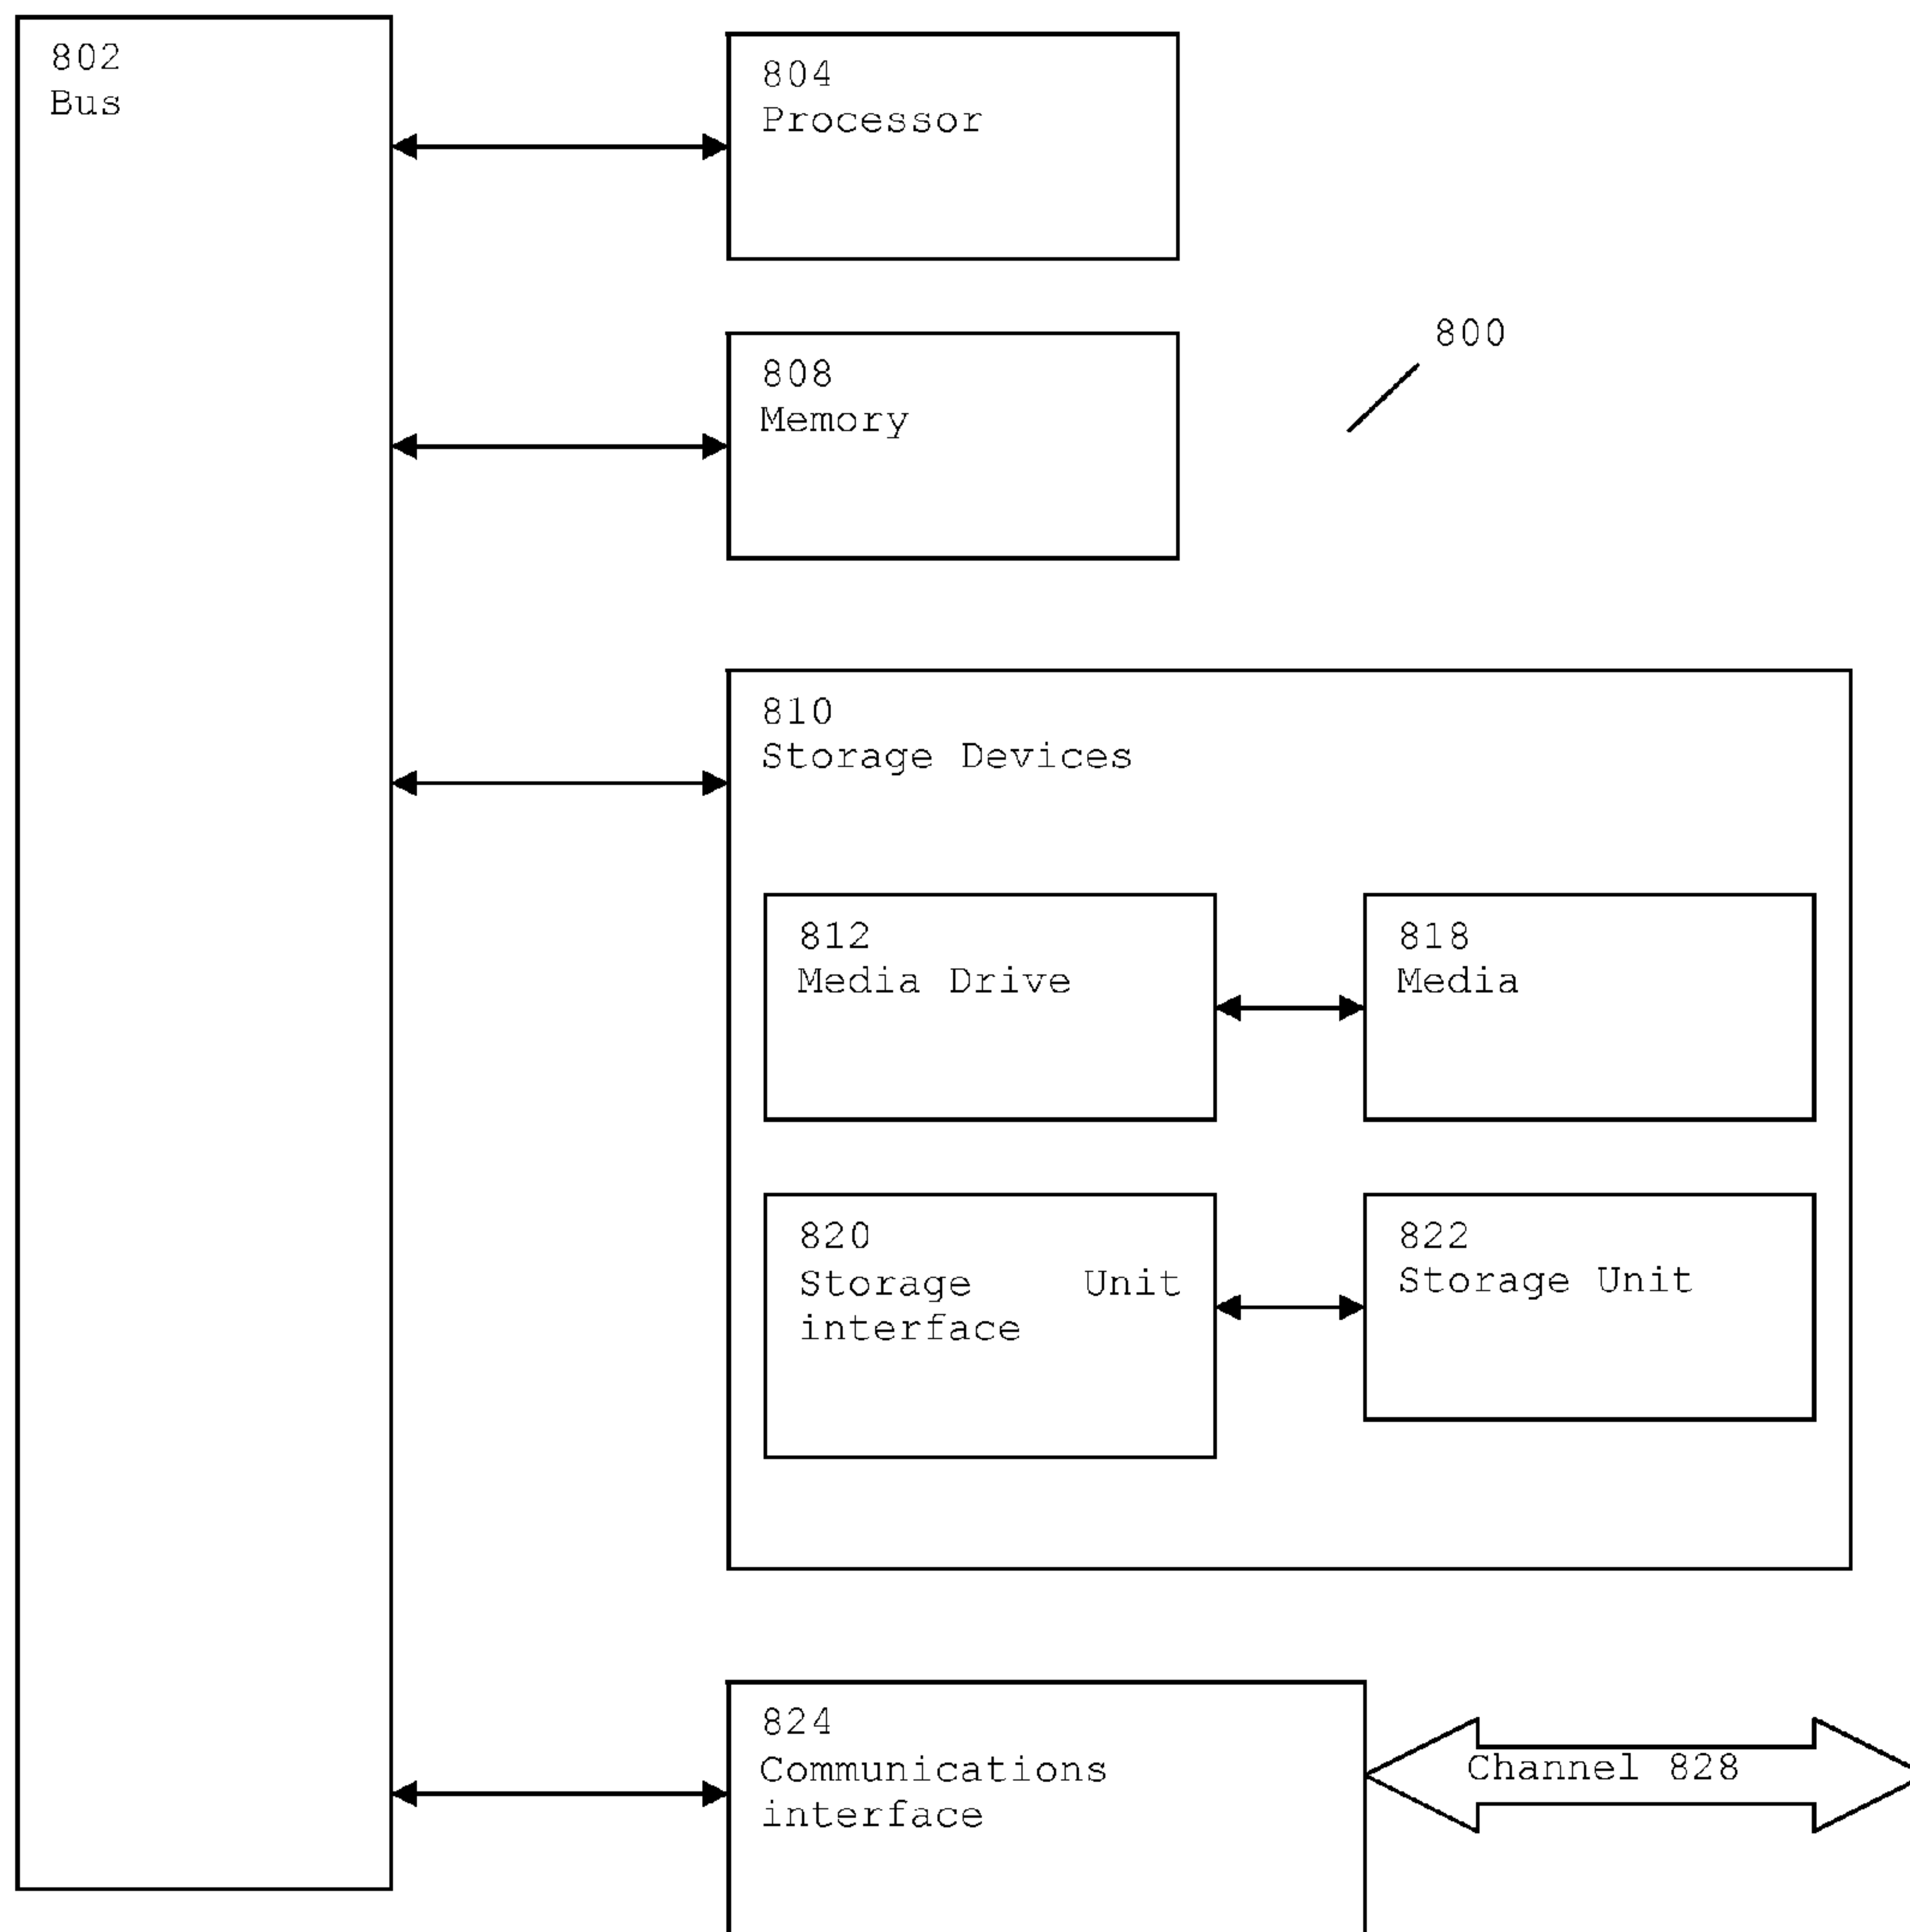 802
Bus
804
Processor
800
808
Memory
810
Storage Devices
812
Media Drive
818
Media
820
Storage Unit
interface
822
Storage Unit
824
Communications
interface
Channel 828